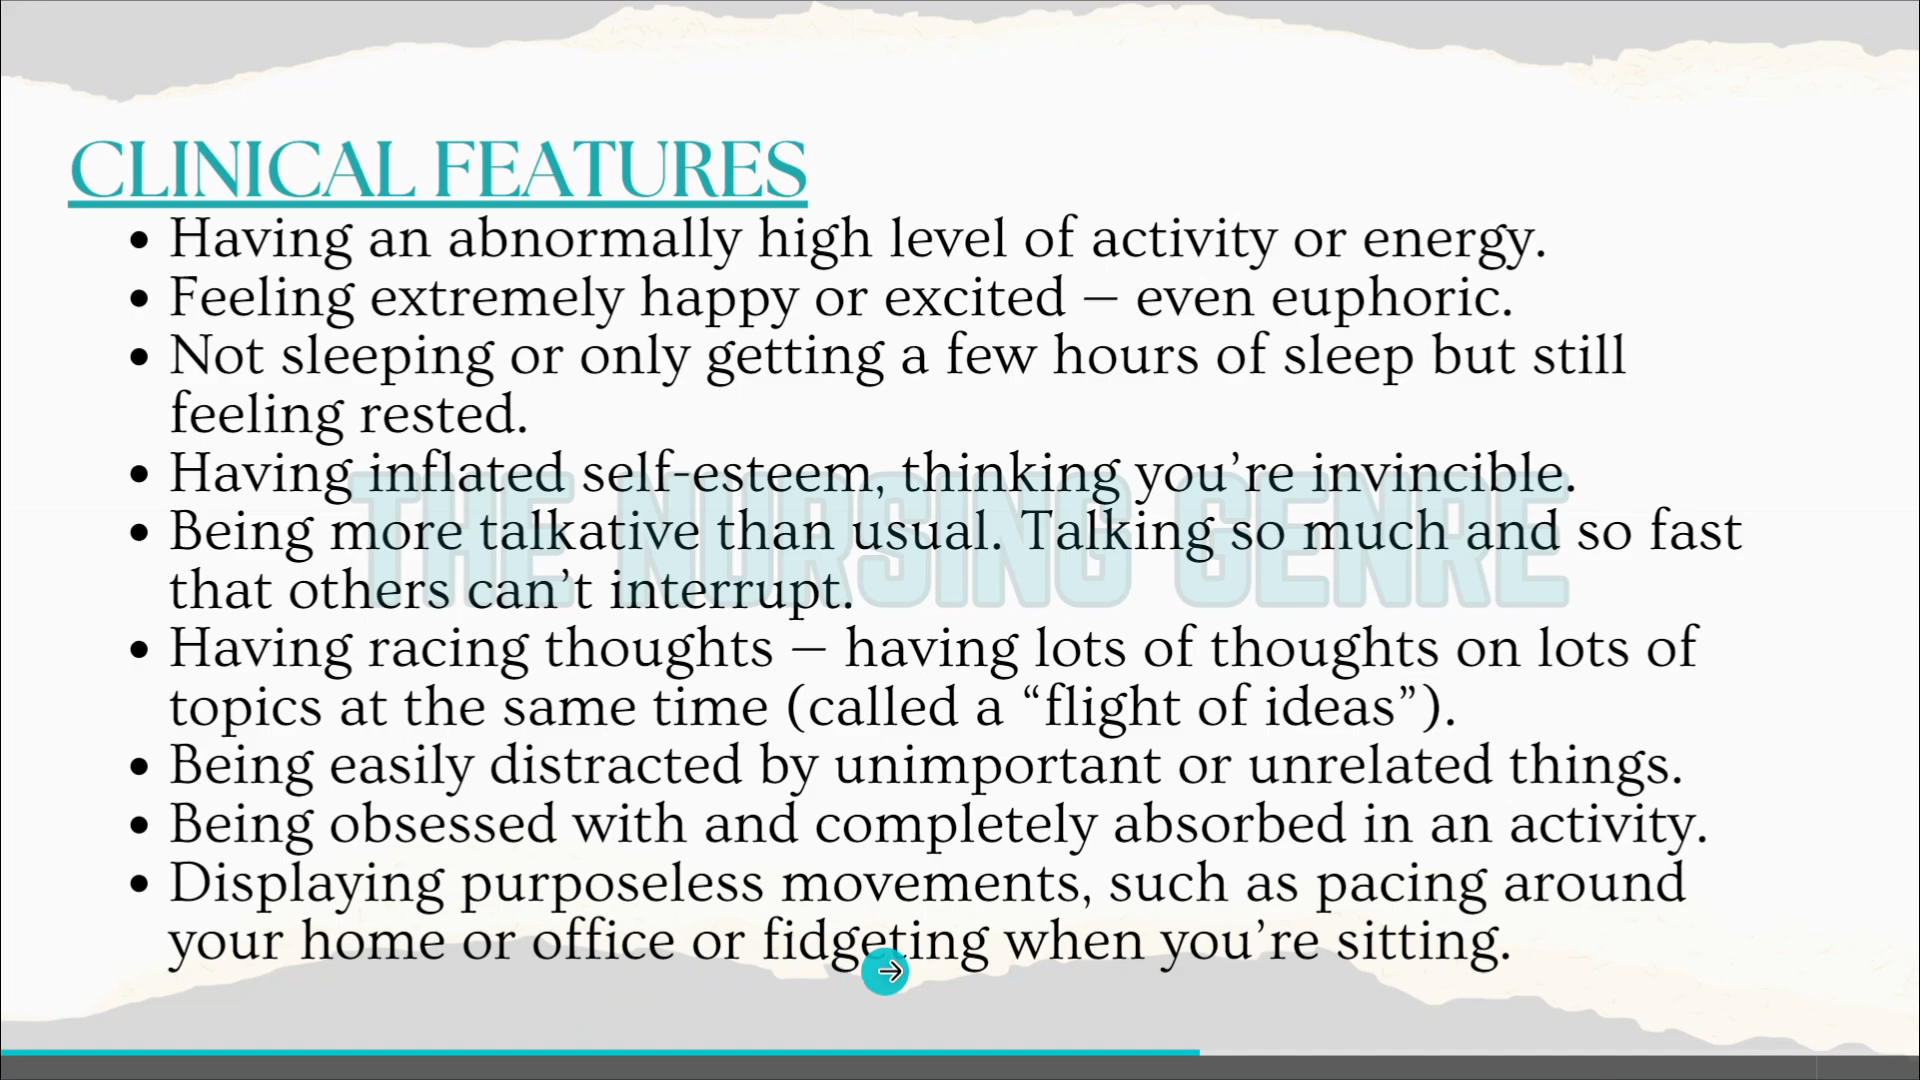 CLINICAL FEATURES
• Having an abnormally high level of activity or energy.
• Feeling extremely happy or excited — even euphoric.
• Not sleeping or only getting a few hours of sleep but still
feeling rested.
• Having inflated self-esteem, thinking you’re invincible.
• Being more talkative than usual. Talking so much and so fast
that others can’t interrupt.
• Having racing thoughts — having lots of thoughts on lots of
topics at the same time (called a “flight of ideas”).
• Being easily distracted by unimportant or unrelated things.
• Being obsessed with and completely absorbed in an activity.
• Displaying purposeless movements, such as pacing around
your home or office or fidgeting when you’re sitting.
THE NURSING GENRE